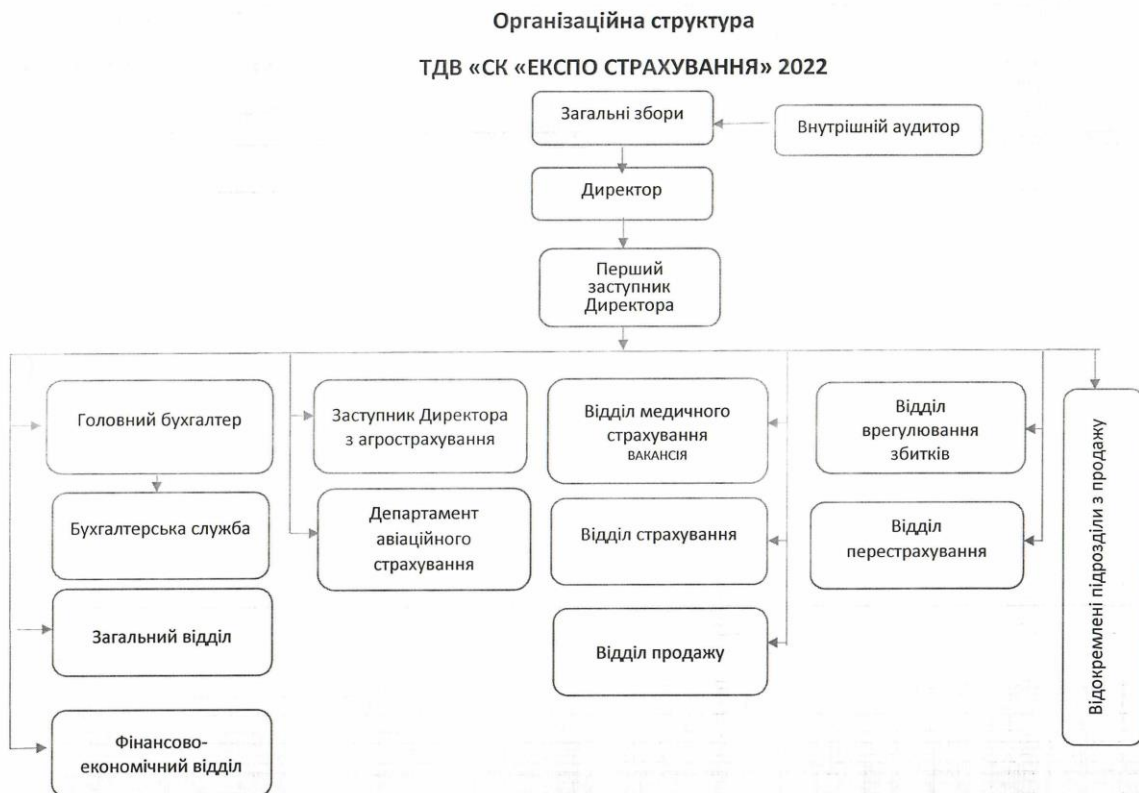 Організаційна структура
ТДВ «СК «ЕКСПО СТРАХУВАННЯ» 2022
Загальні збори
Внутрішній аудитор
Директор
Перший
заступник
Директора
Головний бухгалтер
Заступник Директора
з агрострахування
Відділ медичного
страхування
ВАКАНСІЯ
Відділ
врегулювання
збитків
Відокремлені підрозділи з продажу
Бухгалтерська служба
Департамент
авіаційного
страхування
Відділ страхування
Відділ
перестрахування
Загальний відділ
Відділ продажу
Фінансово-
економічний відділ